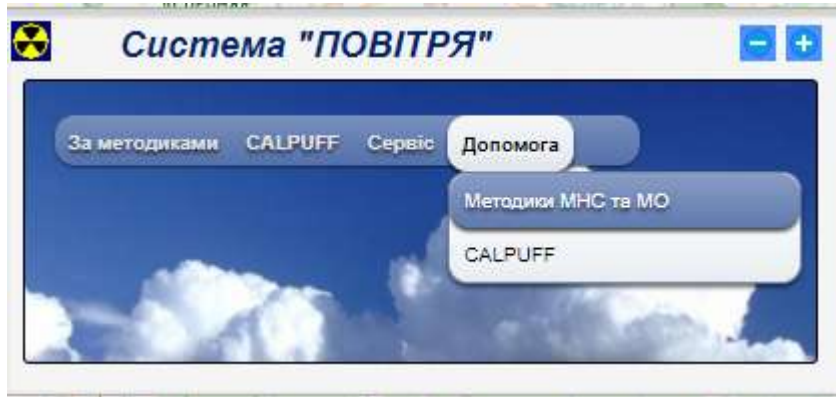 Система "ПОВІТРЯ"
За методиками CALPUFF Сервіс Допомога
Методики МНС та МО
CALPUFF